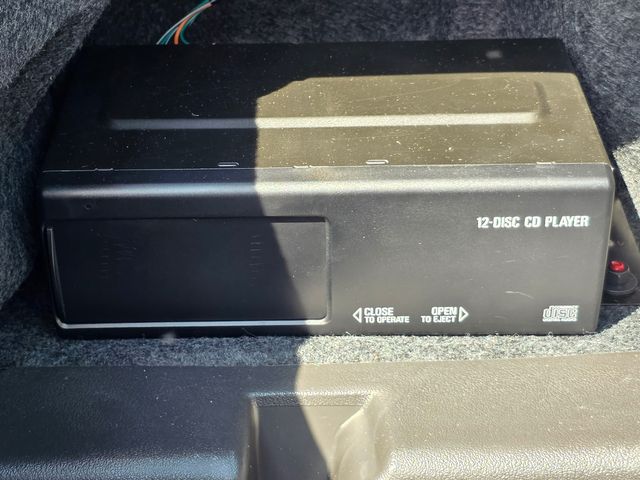 12-DISC CD PLAYER
◁ CLOSE TO OPERATE
OPEN TO EJECT ▷
disc